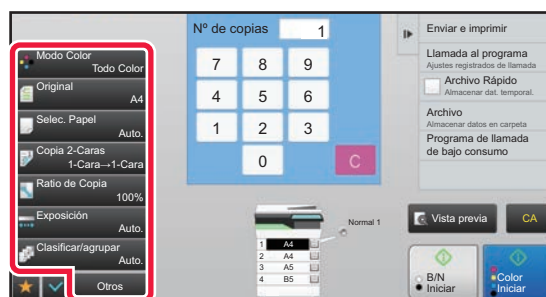 Modo Color
Todo Color
Original
A4
Selec. Papel
Auto.
Copia 2-Caras
1-Cara→1-Cara
Ratio de Copia
100%
Exposición
Auto.
Clasificar/agrupar
Auto.
Otros
Nº de copias
1
7 8 9
4 5 6
1 2 3
0 C
Normal 1
1 A4
2 A4
3 A5
4 B5
Enviar e imprimir
Llamada al programa
Ajustes registrados de llamada
Archivo Rápido
Almacenar dat. temporal.
Archivo
Almacenar datos en carpeta
Programa de llamada
de bajo consumo
Vista previa
CA
B/N
Iniciar
Color
Iniciar